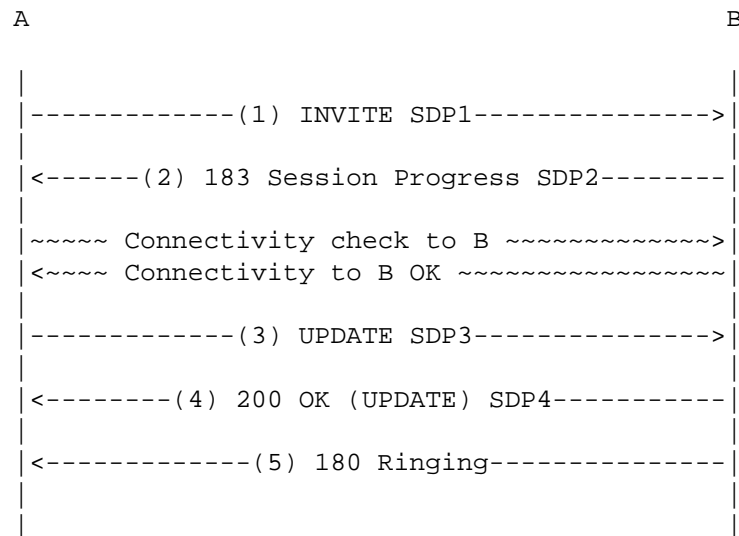 A B
|-------------(1) INVITE SDP1--------------->|
|<------(2) 183 Session Progress SDP2--------|
|~~~~~ Connectivity check to B ~~~~~~~~~~~~~>|
|<~~~~ Connectivity to B OK ~~~~~~~~~~~~~~~~~|
|-------------(3) UPDATE SDP3--------------->|
|<--------(4) 200 OK (UPDATE) SDP4-----------|
|<-------------(5) 180 Ringing---------------|